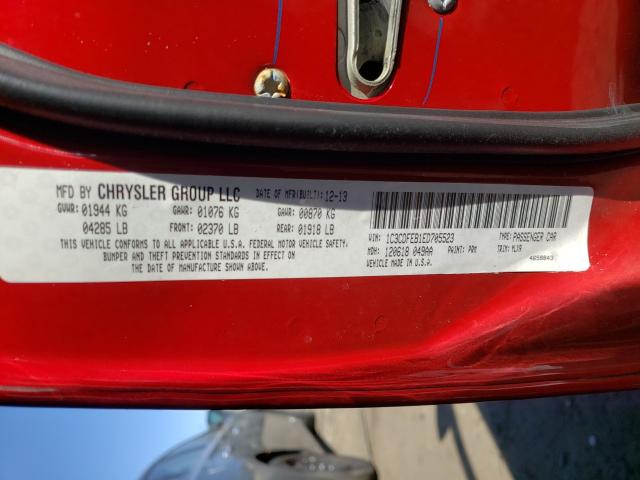 MFD BY CHRYSLER GROUP LLC DATE OF MFR(BUILT): 12-13
GVWR: 01944 KG GAWR: 01076 KG GAWR: 00870 KG
04285 LB FRONT: 02370 LB REAR: 01918 LB
THIS VEHICLE CONFORMS TO ALL APPLICABLE U.S.A. FEDERAL MOTOR VEHICLE SAFETY,
BUMPER AND THEFT PREVENTION STANDARDS IN EFFECT ON
THE DATE OF MANUFACTURE SHOWN ABOVE.
VIN: 1C3CDFEB1ED705523 TYPE: PASSENGER CAR
MDH: 120618 049AA PAINT: PRM TRIM: HJX9
VEHICLE MADE IN U.S.A. 4658843